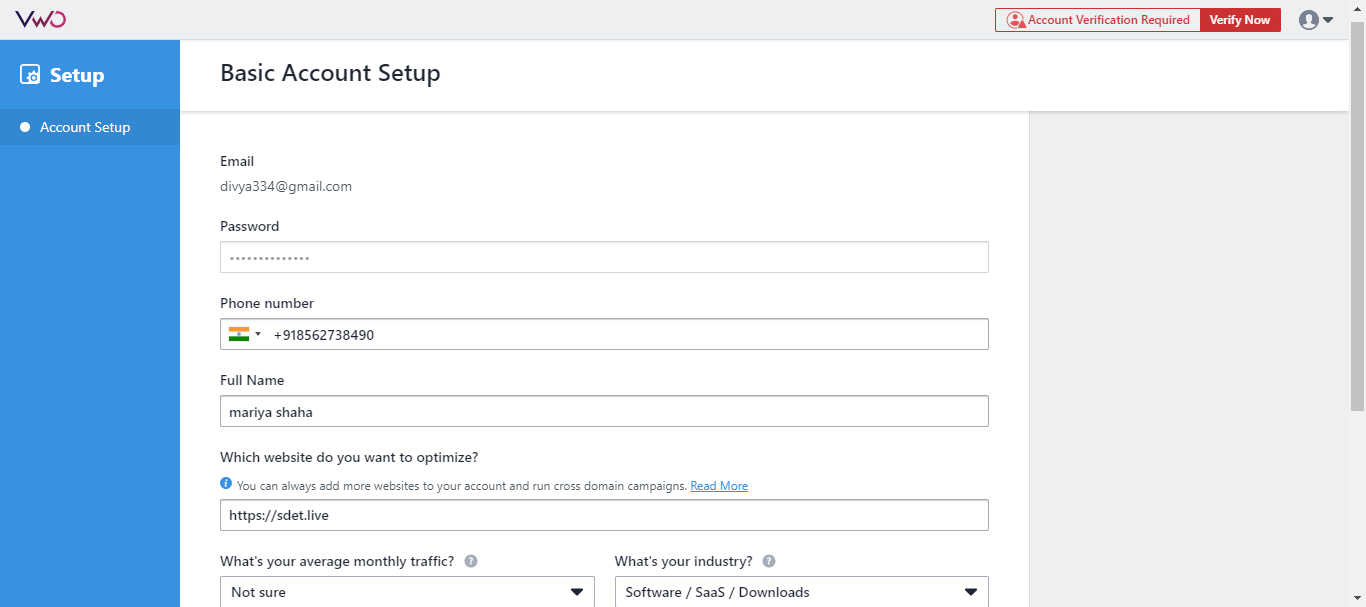 VWO
Account Verification Required Verify Now
Setup
Basic Account Setup
Account Setup
Email
divya334@gmail.com
Password
••••••••••••••
Phone number
+918562738490
Full Name
mariya shaha
Which website do you want to optimize?
You can always add more websites to your account and run cross domain campaigns. Read More
https://sdet.live
What's your average monthly traffic? ? What's your industry? ?
Not sure Software / SaaS / Downloads